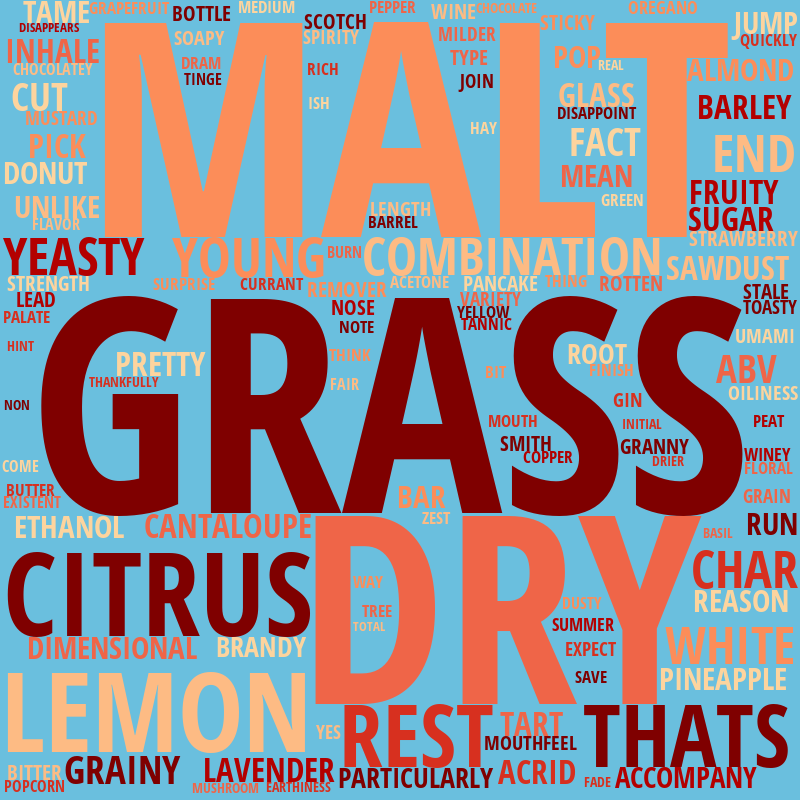 TAME
GRAPEFRUIT
BOTTLE
MEDIUM
PEPPER
WINE
CHOCOLATE
OREGANO
DISAPPEARS
SCOTCH
STICKY
JUMP
INHALE
SOAPY
SPIRITY
MILDER
QUICKLY
CHOCOLATEY
DRAM
RICH
TYPE
POP
REAL
ALMOND
TINGE
JOIN
CUT
ISH
GLASS
BARLEY
MUSTARD
DISAPPOINT
MALT
HAY
PICK
FACT
END
DONUT
MEAN
UNLIKE
LENGTH
GREEN
FRUITY
FLAVOR
BARREL
SUGAR
YEASTY
YOUNG
BURN
COMBINATION
STRAWBERRY
SAWDUST
STRENGTH
SURPRISE
CURRANT
REMOVER
ACETONE
PANCAKE
THING
ROTTEN
LEAD
NOSE
VARIETY
STALE
PALATE
NOTE
YELLOW
TOASTY
TANNIC
HINT
UMAMI
PRETTY
THINK
ROOT
THANKFULLY
FAIR
BIT
FINISH
ABV
OILINESS
NON
GRASS
GIN
MOUTH
INITIAL
PEAT
SMITH
GRANNY
COME
COPPER
DRIER
WINEY
FLORAL
BUTTER
EXISTENT
BAR
GRAIN
ETHANOL
CANTALOUPE
ZEST
RUN
BASIL
CITRUS
DRY
WAY
CHAR
TREE
DUSTY
REASON
TOTAL
SUMMER
DIMENSIONAL
BRANDY
EXPECT
WHITE
SAVE
PINEAPPLE
LEMON
YES
REST
TART
THATS
MOUTHFEEL
BITTER
GRAINY
LAVENDER
PARTICULARLY
ACRID
FADE
ACCOMPANY
POPCORN
MUSHROOM
EARTHINESS